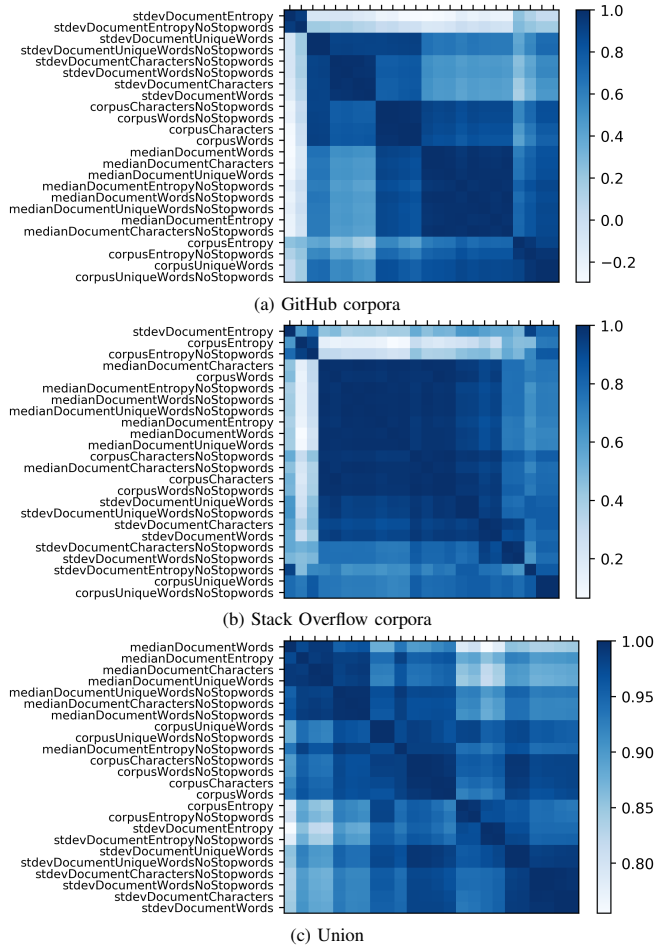 stdevDocumentEntropy
stdevDocumentEntropyNoStopwords
stdevDocumentUniqueWords
stdevDocumentUniqueWordsNoStopwords
stdevDocumentCharactersNoStopwords
stdevDocumentWordsNoStopwords
stdevDocumentCharacters
stdevDocumentWords
corpusCharactersNoStopwords
corpusWordsNoStopwords
corpusCharacters
corpusWords
medianDocumentWords
medianDocumentCharacters
medianDocumentUniqueWords
medianDocumentEntropyNoStopwords
medianDocumentWordsNoStopwords
medianDocumentUniqueWordsNoStopwords
medianDocumentEntropy
medianDocumentCharactersNoStopwords
corpusEntropy
corpusEntropyNoStopwords
corpusUniqueWords
corpusUniqueWordsNoStopwords
1.0
0.8
0.6
0.4
0.2
0.0
−0.2
(a) GitHub corpora
stdevDocumentEntropy
corpusEntropy
corpusEntropyNoStopwords
medianDocumentCharacters
corpusWords
medianDocumentEntropyNoStopwords
medianDocumentWordsNoStopwords
medianDocumentUniqueWordsNoStopwords
medianDocumentEntropy
medianDocumentWords
medianDocumentUniqueWords
corpusCharactersNoStopwords
medianDocumentCharactersNoStopwords
corpusCharacters
corpusWordsNoStopwords
stdevDocumentUniqueWords
stdevDocumentUniqueWordsNoStopwords
stdevDocumentCharacters
stdevDocumentWords
stdevDocumentCharactersNoStopwords
stdevDocumentWordsNoStopwords
stdevDocumentEntropyNoStopwords
corpusUniqueWords
corpusUniqueWordsNoStopwords
1.0
0.8
0.6
0.4
0.2
(b) Stack Overflow corpora
medianDocumentWords
medianDocumentEntropy
medianDocumentCharacters
medianDocumentUniqueWords
medianDocumentUniqueWordsNoStopwords
medianDocumentCharactersNoStopwords
medianDocumentWordsNoStopwords
corpusUniqueWords
corpusUniqueWordsNoStopwords
medianDocumentEntropyNoStopwords
corpusCharactersNoStopwords
corpusWordsNoStopwords
corpusCharacters
corpusWords
corpusEntropy
corpusEntropyNoStopwords
stdevDocumentEntropy
stdevDocumentEntropyNoStopwords
stdevDocumentUniqueWords
stdevDocumentUniqueWordsNoStopwords
stdevDocumentCharactersNoStopwords
stdevDocumentWordsNoStopwords
stdevDocumentCharacters
stdevDocumentWords
1.00
0.95
0.90
0.85
0.80
(c) Union